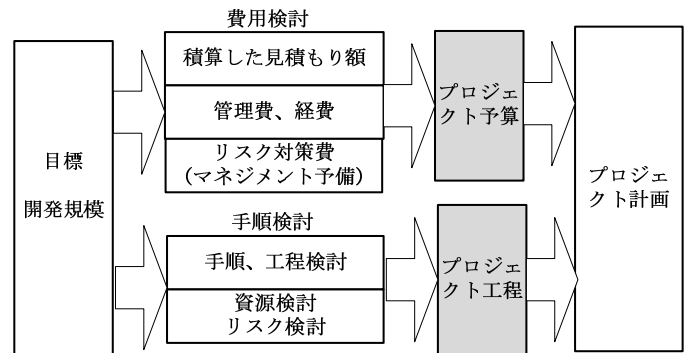 費用検討
積算した見積もり額
管理費、経費
リスク対策費
（マネジメント予備）
プロジェ
クト予算
目標
開発規模
手順検討
手順、工程検討
資源検討
リスク検討
プロジェ
クト工程
プロジェ
クト計画